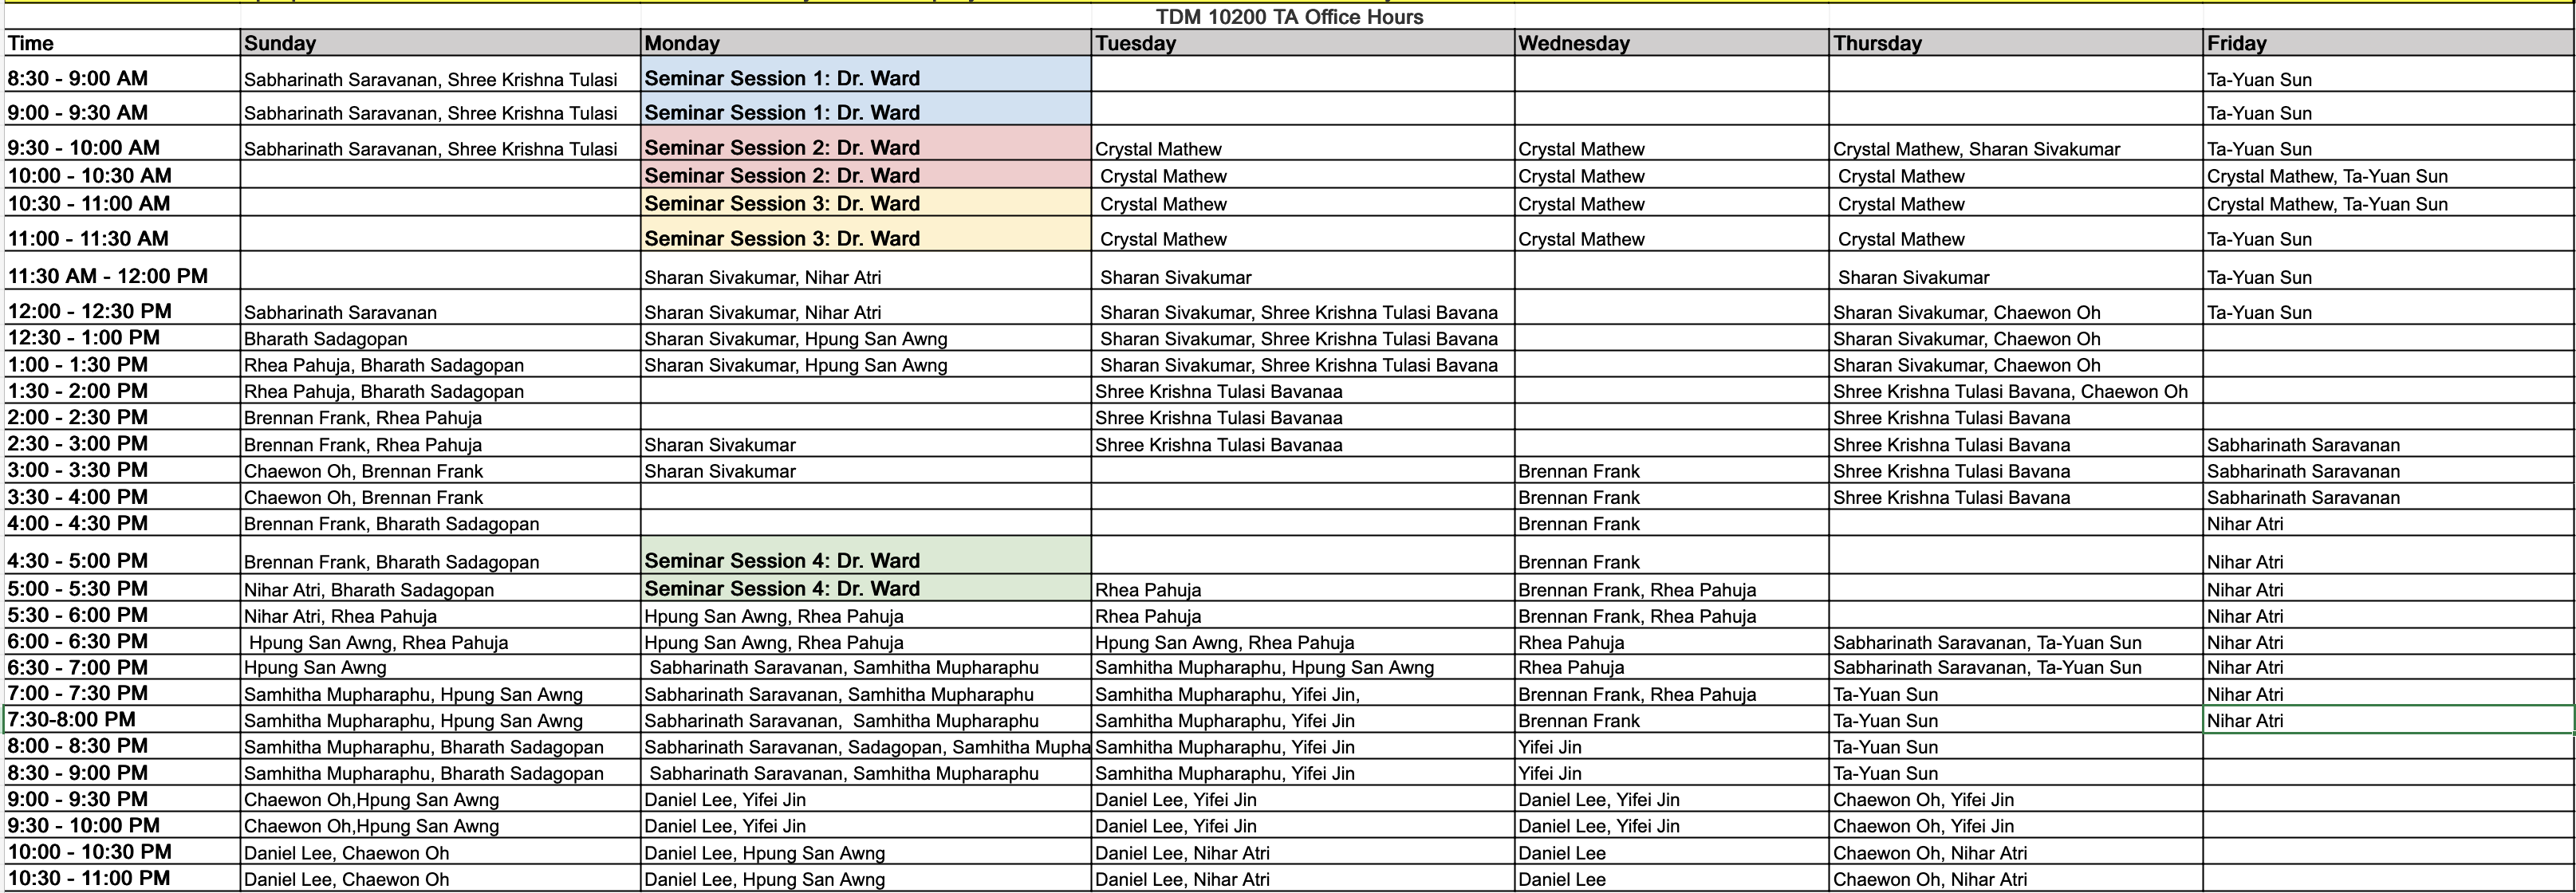 TDM 10200 TA Office Hours
Time Sunday Monday Tuesday Wednesday Thursday Friday
8:30 - 9:00 AM Sabharinath Saravanan, Shree Krishna Tulasi Seminar Session 1: Dr. Ward Ta-Yuan Sun
9:00 - 9:30 AM Sabharinath Saravanan, Shree Krishna Tulasi Seminar Session 1: Dr. Ward Ta-Yuan Sun
9:30 - 10:00 AM Sabharinath Saravanan, Shree Krishna Tulasi Seminar Session 2: Dr. Ward Crystal Mathew Crystal Mathew Crystal Mathew, Sharan Sivakumar Ta-Yuan Sun
10:00 - 10:30 AM Seminar Session 2: Dr. Ward Crystal Mathew Crystal Mathew Crystal Mathew Crystal Mathew, Ta-Yuan Sun
10:30 - 11:00 AM Seminar Session 3: Dr. Ward Crystal Mathew Crystal Mathew Crystal Mathew Crystal Mathew, Ta-Yuan Sun
11:00 - 11:30 AM Seminar Session 3: Dr. Ward Crystal Mathew Crystal Mathew Crystal Mathew Ta-Yuan Sun
11:30 AM - 12:00 PM Sharan Sivakumar, Nihar Atri Sharan Sivakumar Sharan Sivakumar Ta-Yuan Sun
12:00 - 12:30 PM Sabharinath Saravanan Sharan Sivakumar, Nihar Atri Sharan Sivakumar, Shree Krishna Tulasi Bavana Sharan Sivakumar, Chaewon Oh Ta-Yuan Sun
12:30 - 1:00 PM Bharath Sadagopan Sharan Sivakumar, Hpung San Awng Sharan Sivakumar, Shree Krishna Tulasi Bavana Sharan Sivakumar, Chaewon Oh
1:00 - 1:30 PM Rhea Pahuja, Bharath Sadagopan Sharan Sivakumar, Hpung San Awng Sharan Sivakumar, Shree Krishna Tulasi Bavana Sharan Sivakumar, Chaewon Oh
1:30 - 2:00 PM Rhea Pahuja, Bharath Sadagopan Shree Krishna Tulasi Bavanaa Shree Krishna Tulasi Bavana, Chaewon Oh
2:00 - 2:30 PM Brennan Frank, Rhea Pahuja Shree Krishna Tulasi Bavanaa Shree Krishna Tulasi Bavana
2:30 - 3:00 PM Brennan Frank, Rhea Pahuja Sharan Sivakumar Shree Krishna Tulasi Bavanaa Shree Krishna Tulasi Bavana Sabharinath Saravanan
3:00 - 3:30 PM Chaewon Oh, Brennan Frank Sharan Sivakumar Brennan Frank Shree Krishna Tulasi Bavana Sabharinath Saravanan
3:30 - 4:00 PM Chaewon Oh, Brennan Frank Brennan Frank Shree Krishna Tulasi Bavana Sabharinath Saravanan
4:00 - 4:30 PM Brennan Frank, Bharath Sadagopan Brennan Frank Nihar Atri
4:30 - 5:00 PM Brennan Frank, Bharath Sadagopan Seminar Session 4: Dr. Ward Brennan Frank Nihar Atri
5:00 - 5:30 PM Nihar Atri, Bharath Sadagopan Seminar Session 4: Dr. Ward Rhea Pahuja Brennan Frank, Rhea Pahuja Nihar Atri
5:30 - 6:00 PM Nihar Atri, Rhea Pahuja Hpung San Awng, Rhea Pahuja Rhea Pahuja Brennan Frank, Rhea Pahuja Nihar Atri
6:00 - 6:30 PM Hpung San Awng, Rhea Pahuja Hpung San Awng, Rhea Pahuja Hpung San Awng, Rhea Pahuja Rhea Pahuja Sabharinath Saravanan, Ta-Yuan Sun Nihar Atri
6:30 - 7:00 PM Hpung San Awng Sabharinath Saravanan, Samhitha Mupharaphu Samhitha Mupharaphu, Hpung San Awng Rhea Pahuja Sabharinath Saravanan, Ta-Yuan Sun Nihar Atri
7:00 - 7:30 PM Samhitha Mupharaphu, Hpung San Awng Sabharinath Saravanan, Samhitha Mupharaphu Samhitha Mupharaphu, Yifei Jin, Brennan Frank, Rhea Pahuja Ta-Yuan Sun Nihar Atri
7:30-8:00 PM Samhitha Mupharaphu, Hpung San Awng Sabharinath Saravanan, Samhitha Mupharaphu Samhitha Mupharaphu, Yifei Jin Brennan Frank Ta-Yuan Sun Nihar Atri
8:00 - 8:30 PM Samhitha Mupharaphu, Bharath Sadagopan Sabharinath Saravanan, Sadagopan, Samhitha Mupha Samhitha Mupharaphu, Yifei Jin Yifei Jin Ta-Yuan Sun
8:30 - 9:00 PM Samhitha Mupharaphu, Bharath Sadagopan Sabharinath Saravanan, Samhitha Mupharaphu Samhitha Mupharaphu, Yifei Jin Yifei Jin Ta-Yuan Sun
9:00 - 9:30 PM Chaewon Oh,Hpung San Awng Daniel Lee, Yifei Jin Daniel Lee, Yifei Jin Daniel Lee, Yifei Jin Chaewon Oh, Yifei Jin
9:30 - 10:00 PM Chaewon Oh,Hpung San Awng Daniel Lee, Yifei Jin Daniel Lee, Yifei Jin Daniel Lee, Yifei Jin Chaewon Oh, Yifei Jin
10:00 - 10:30 PM Daniel Lee, Chaewon Oh Daniel Lee, Hpung San Awng Daniel Lee, Nihar Atri Daniel Lee Chaewon Oh, Nihar Atri
10:30 - 11:00 PM Daniel Lee, Chaewon Oh Daniel Lee, Hpung San Awng Daniel Lee, Nihar Atri Daniel Lee Chaewon Oh, Nihar Atri